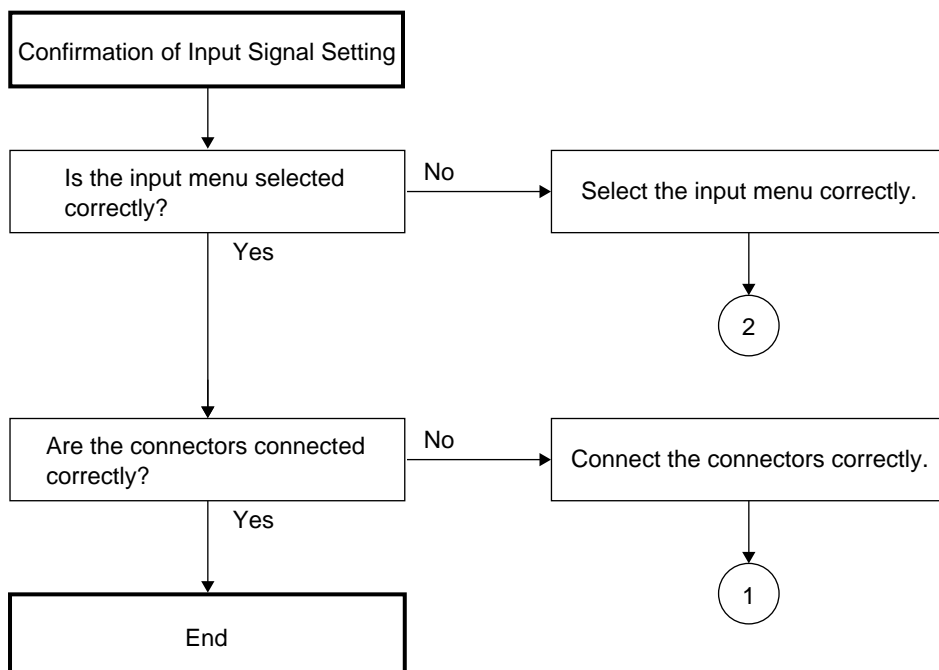 Confirmation of Input Signal Setting
Is the input menu selected
correctly?
No
Select the input menu correctly.
Yes
2
Are the connectors connected
correctly?
No
Connect the connectors correctly.
Yes
1
End